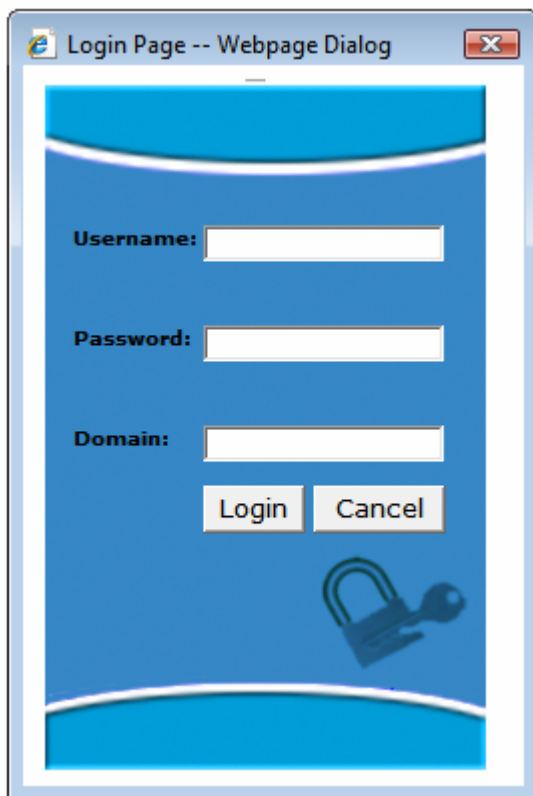 Login Page -- Webpage Dialog
Username:
Password:
Domain:
Login Cancel